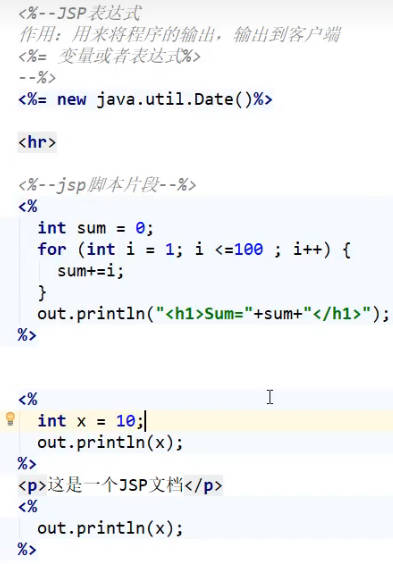 <%--JSP表达式
作用：用来将程序的输出，输出到客户端
<%= 变量或者表达式%>
--%>
<%= new java.util.Date()%>
<hr>
<%--jsp脚本片段--%>
<%
int sum = 0;
for (int i = 1; i <=100 ; i++) {
sum+=i;
}
out.println("<h1>Sum="+sum+"</h1>");
%>
<%
int x = 10;
out.println(x);
%>
<p>这是一个JSP文档</p>
<%
out.println(x);
%>